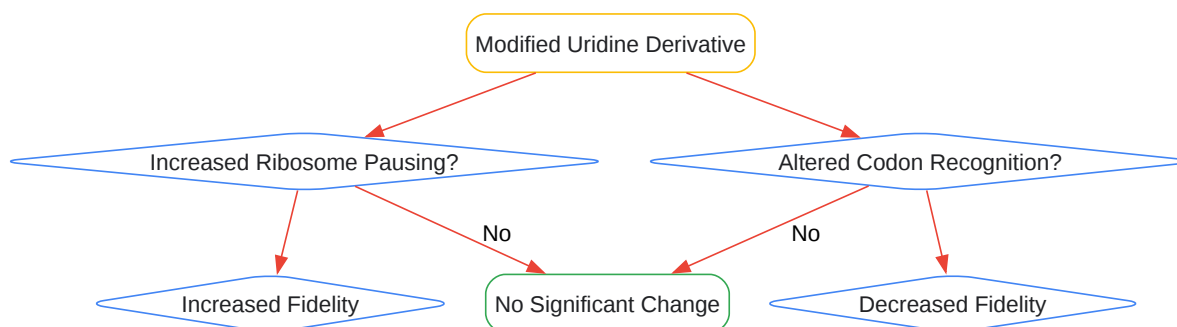 Modified Uridine Derivative
Increased Ribosome Pausing?
Altered Codon Recognition?
No
No
Increased Fidelity
No Significant Change
Decreased Fidelity